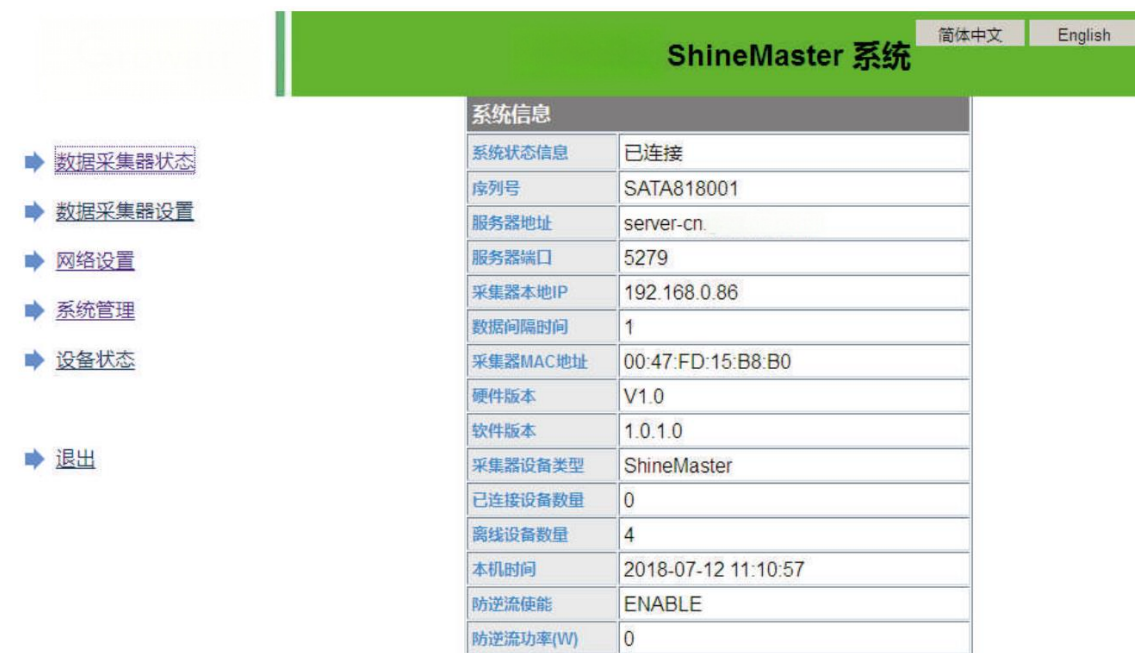 简体中文 English
ShineMaster 系统
系统信息
数据采集器状态
数据采集器设置
网络设置
系统管理
设备状态
退出
系统状态信息 已连接
序列号 SATA818001
服务器地址 server-cn.
服务器端口 5279
采集器本地IP 192.168.0.86
数据间隔时间 1
采集器MAC地址 00:47:FD:15:B8:B0
硬件版本 V1.0
软件版本 1.0.1.0
采集器设备类型 ShineMaster
已连接设备数量 0
离线设备数量 4
本机时间 2018-07-12 11:10:57
防逆流使能 ENABLE
防逆流功率(W) 0